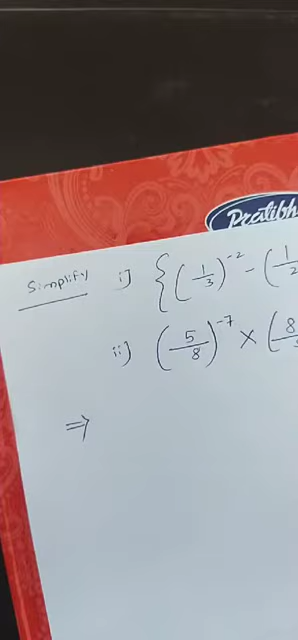 Pratibh
Simplify i] {(1/3)^-2 - (1/2
ii] (5/8)^-7 × (8/
⇒